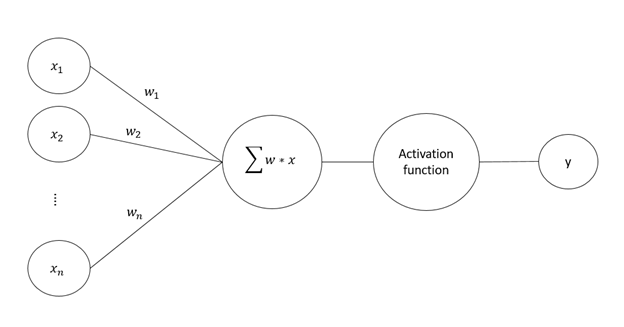 x₁
w₁
x₂
w₂
∑ w * x
Activation
function
y
⁞
wₙ
xₙ